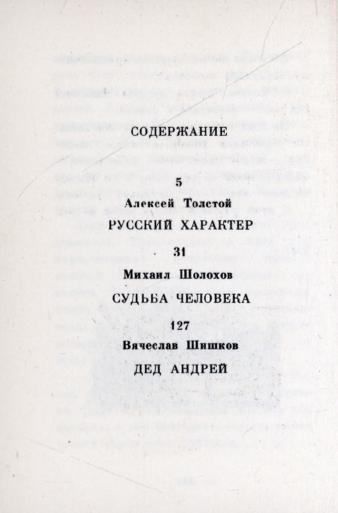 СОДЕРЖАНИЕ
5
Алексей Толстой
РУССКИЙ ХАРАКТЕР
31
Михаил Шолохов
СУДЬБА ЧЕЛОВЕКА
127
Вячеслав Шишков
ДЕД АНДРЕЙ